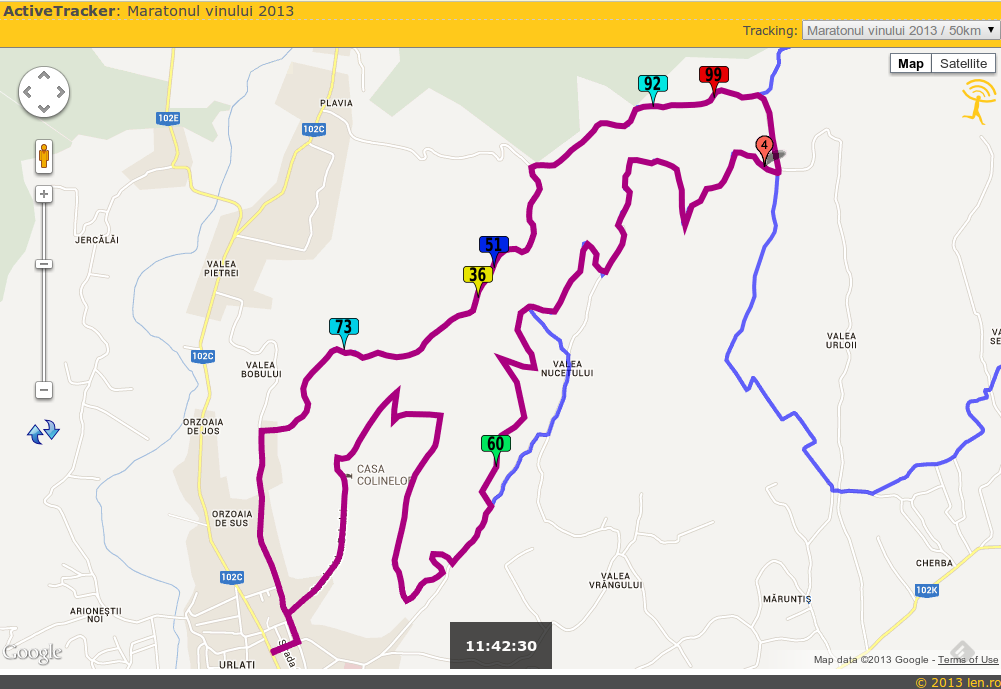 ActiveTracker: Maratonul vinului 2013
Tracking: Maratonul vinului 2013 / 50km
Map Satellite
99
92
PLAVIA
102E
102C
4
JERCĂLĂI
51
VALEA
PIETREI
36
73
VALEA
URLOII
102C
VALEA
BOBULUI
VALEA
NUCETULUI
ORZOAIA
DE JOS
60
CASA
COLINELOR
ORZOAIA
DE SUS
CHERBA
102C
VALEA
VRÂNGULUI
102K
MĂRUNȚIȘ
ARIONEȘTII
NOI
11:42:30
Google
URLATI
Map data ©2013 Google - Terms of Use
© 2013 len.ro